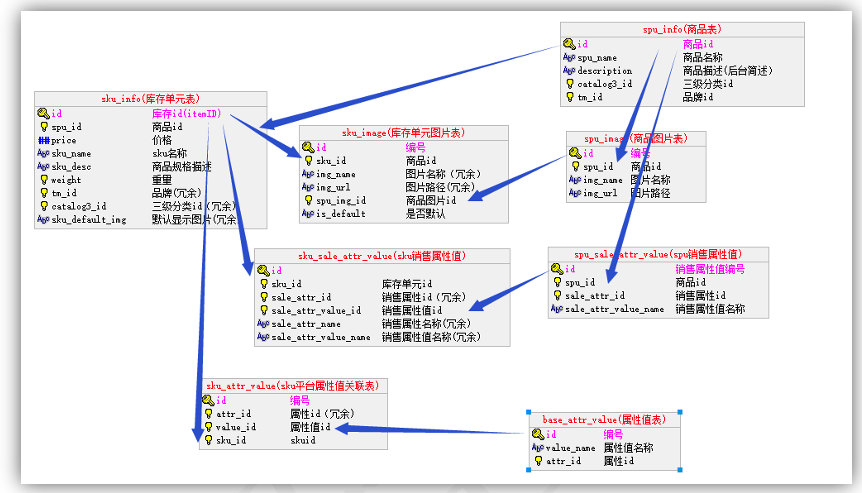 spu_info(商品表)
id 商品id
spu_name 商品名称
description 商品描述(后台简述)
catalog3_id 三级分类id
tm_id 品牌id
sku_info(库存单元表)
id 库存id(itemID)
spu_id 商品id
price 价格
sku_name sku名称
sku_desc 商品规格描述
weight 重量
tm_id 品牌(冗余)
catalog3_id 三级分类id(冗余)
sku_default_img 默认显示图片(冗余)
sku_image(库存单元图片表)
id 编号
sku_id 商品id
img_name 图片名称(冗余)
img_url 图片路径(冗余)
spu_img_id 商品图片id
is_default 是否默认
spu_image(商品图片表)
id 编号
spu_id 商品id
img_name 图片名称
img_url 图片路径
sku_sale_attr_value(sku销售属性值)
id
sku_id 库存单元id
sale_attr_id 销售属性id(冗余)
sale_attr_value_id 销售属性值id
sale_attr_name 销售属性名称(冗余)
sale_attr_value_name 销售属性值名称(冗余)
spu_sale_attr_value(spu销售属性值)
id 销售属性值编号
spu_id 商品id
sale_attr_id 销售属性id
sale_attr_value_name 销售属性值名称
sku_attr_value(sku平台属性值关联表)
id 编号
attr_id 属性id(冗余)
value_id 属性值id
sku_id skuid
base_attr_value(属性值表)
id 编号
value_name 属性值名称
attr_id 属性id